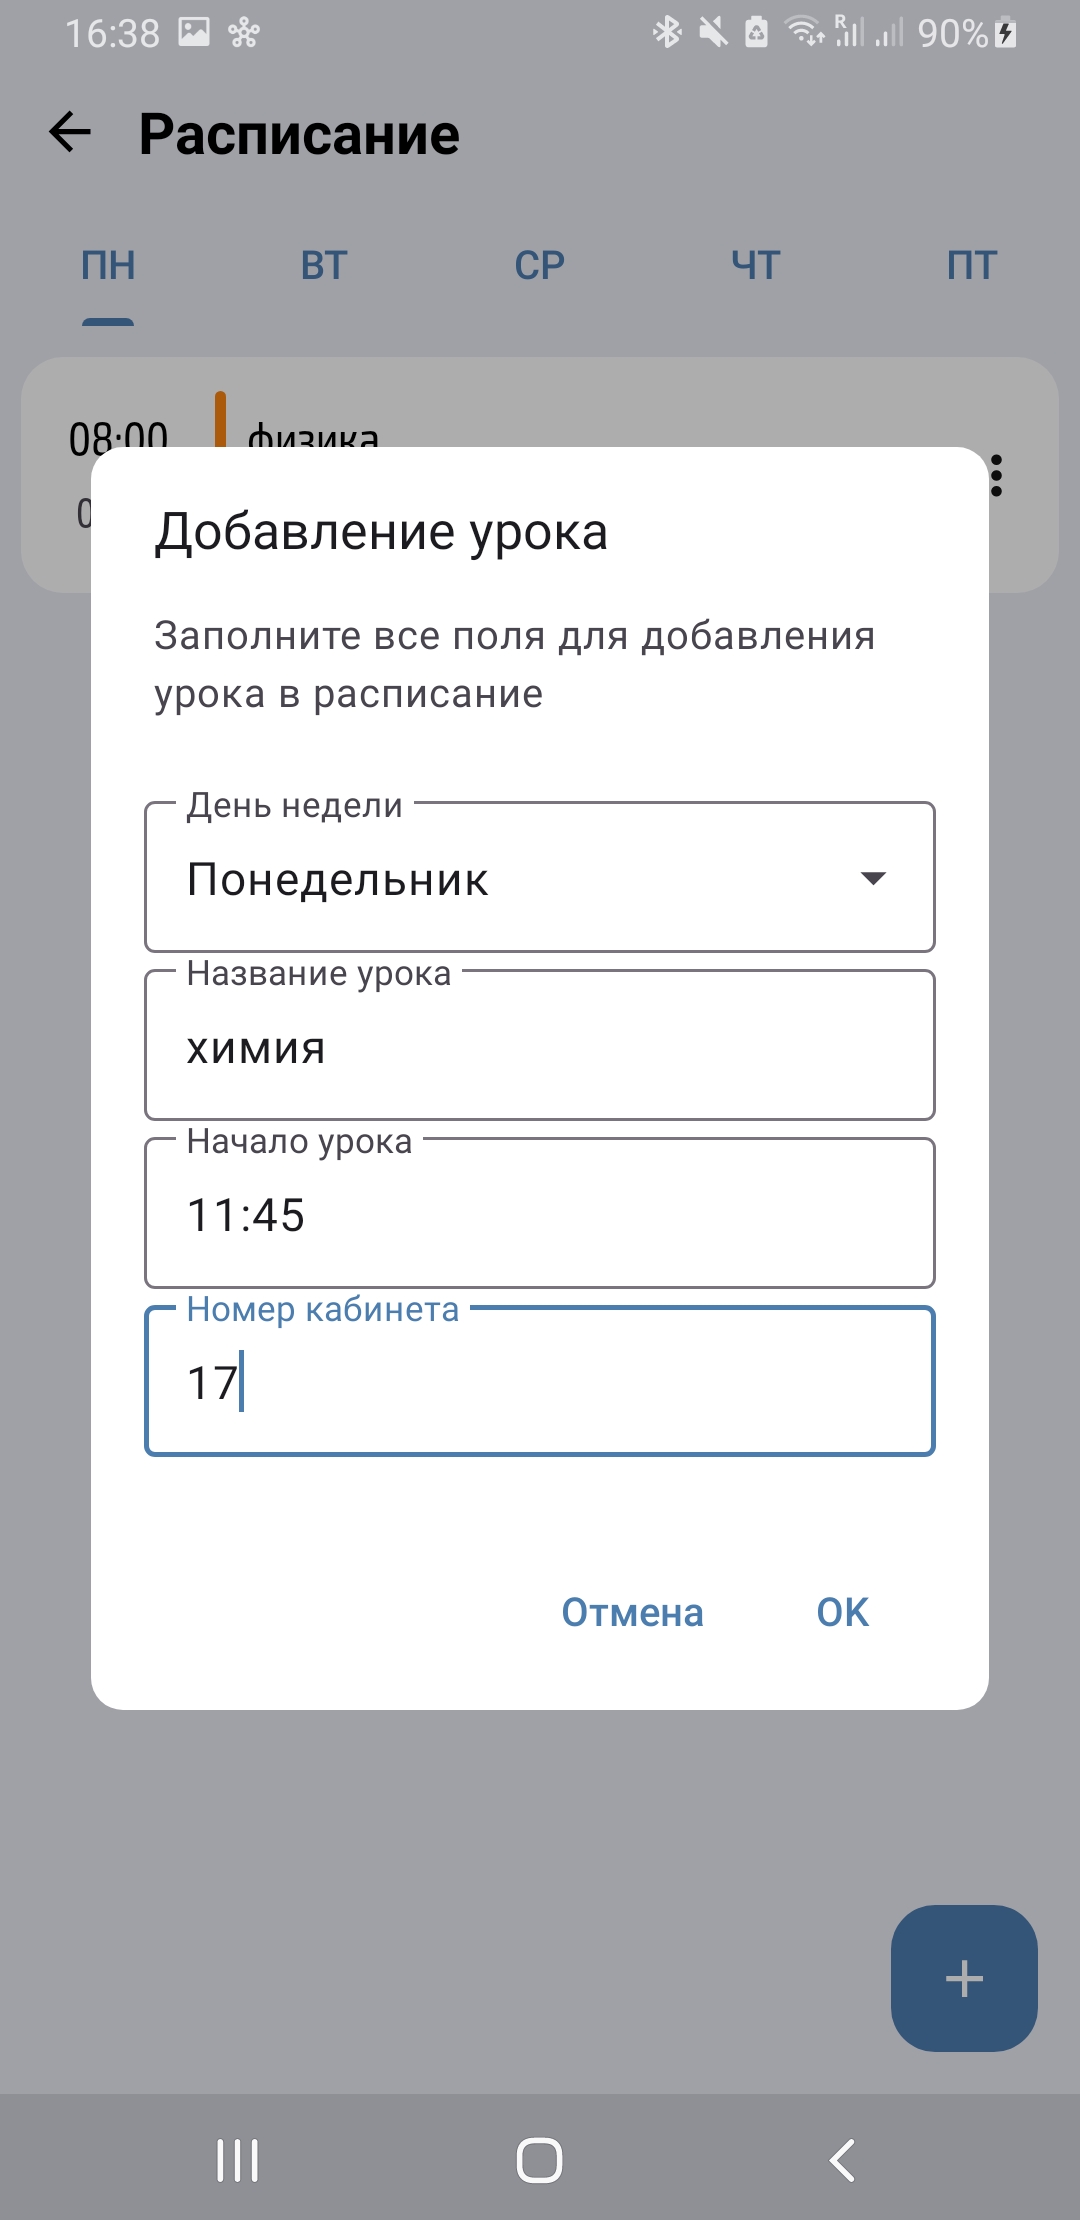 16:38 R 90%
Расписание
ПН ВТ СР ЧТ ПТ
08:00 физика
Добавление урока
Заполните все поля для добавления
урока в расписание
День недели
Понедельник
Название урока
химия
Начало урока
11:45
Номер кабинета
17
Отмена OK